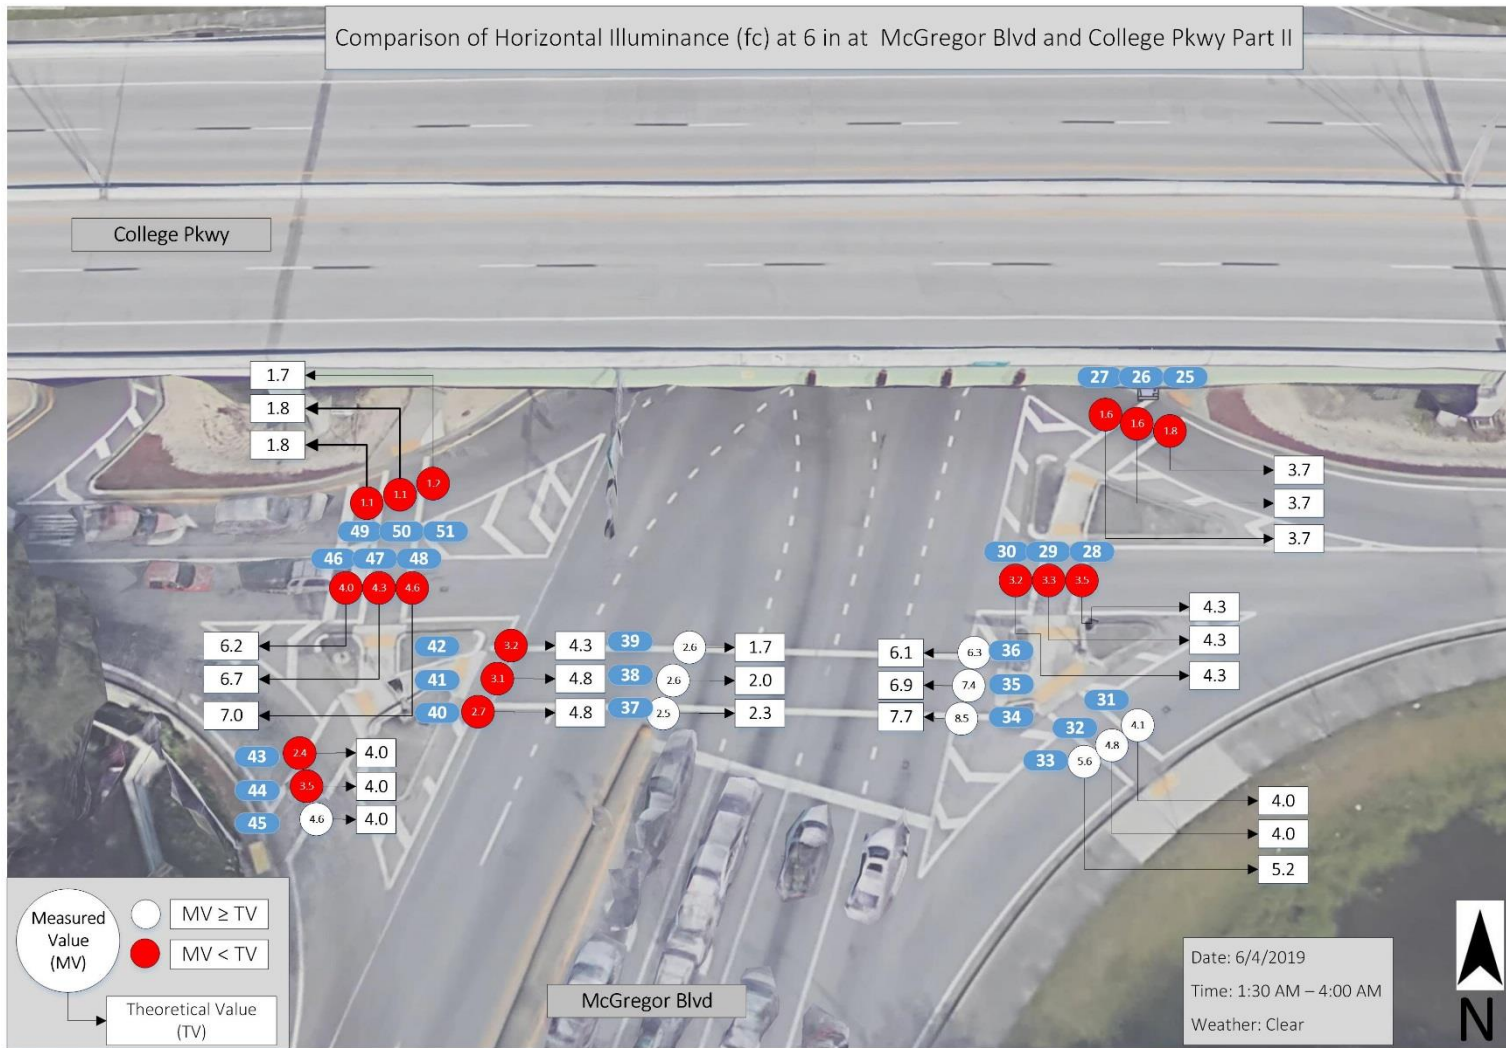 Comparison of Horizontal Illuminance (fc) at 6 in at McGregor Blvd and College Pkwy Part II
College Pkwy
1.7
1.8
1.8
27 26 25
1.6 1.6 1.8
3.7
3.7
3.7
1.1 1.1 1.2
49 50 51
46 47 48
4.0 4.3 4.6
30 29 28
3.2 3.3 3.5
4.3
4.3
4.3
6.2
6.7
7.0
42 3.2 4.3 39 2.6 1.7
41 3.1 4.8 38 2.6 2.0
40 2.7 4.8 37 2.5 2.3
6.1 6.3 36
6.9 7.4 35
7.7 8.5 34
31
32 4.1
33 5.6 4.8
43 2.4 4.0
44 3.5 4.0
45 4.6 4.0
4.0
4.0
5.2
Measured
Value
(MV)
MV ≥ TV
MV < TV
Theoretical Value
(TV)
McGregor Blvd
Date: 6/4/2019
Time: 1:30 AM – 4:00 AM
Weather: Clear
N